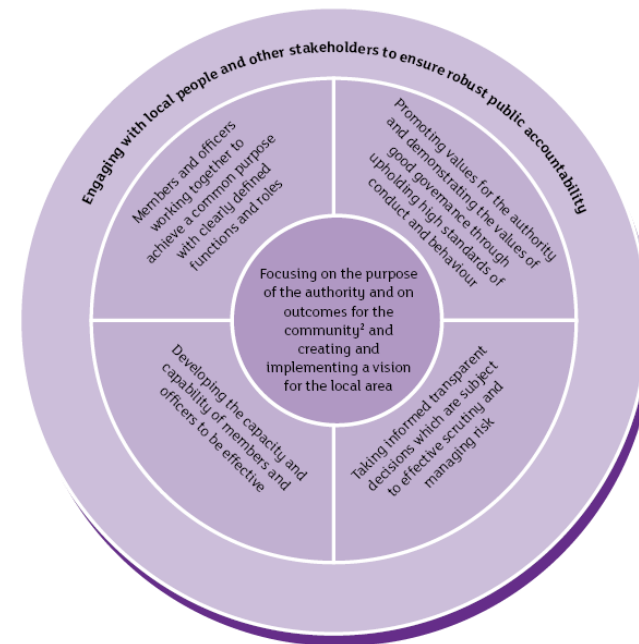 Engaging with local people and other stakeholders to ensure robust public accountability
Members and officers
working together to
achieve a common purpose
with clearly defined
functions and roles
Promoting values for the authority
and demonstrating the values of
good governance through
upholding high standards of
conduct and behaviour
Focusing on the purpose
of the authority and on
outcomes for the
community² and
creating and
implementing a vision
for the local area
Developing the capacity and
capability of members and
officers to be effective
Taking informed transparent
decisions which are subject
to effective scrutiny and
managing risk